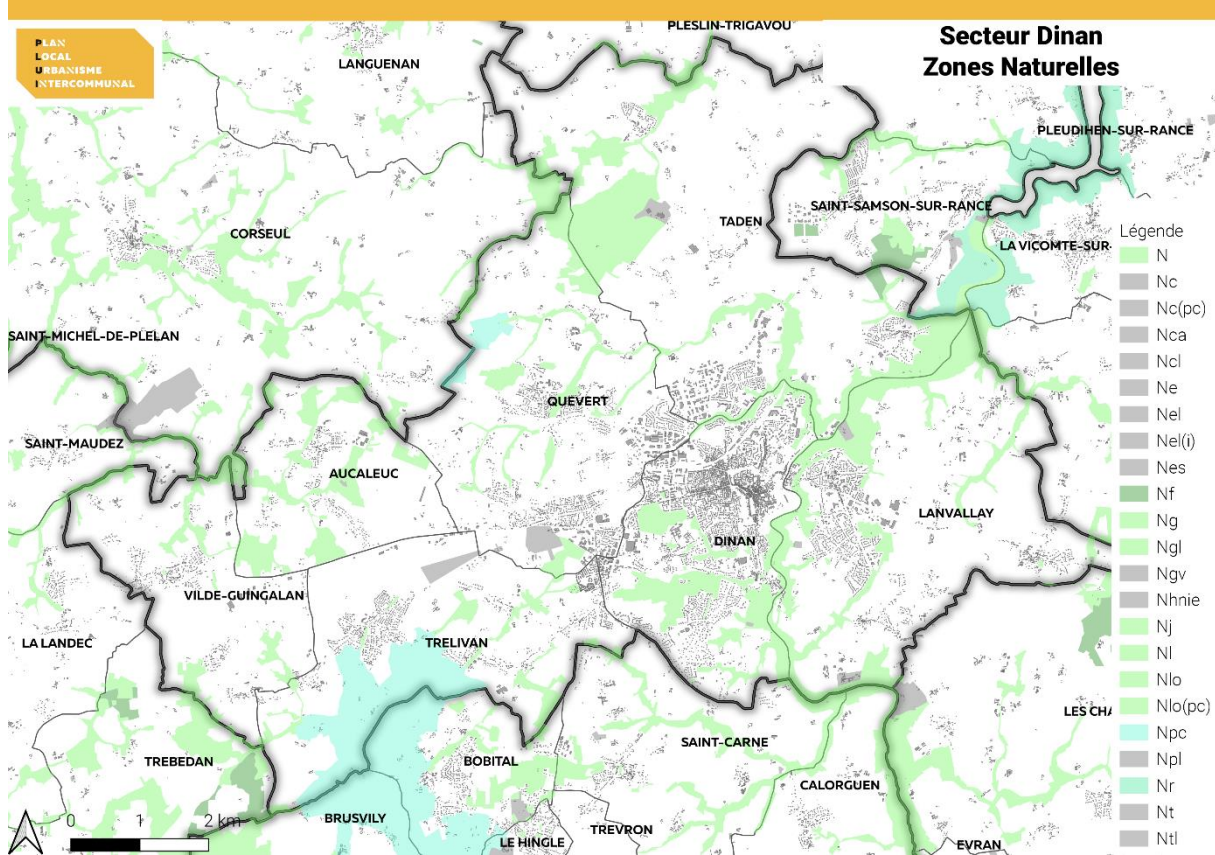 PLAN
LOCAL
URBANISME
INTERCOMMUNAL
Secteur Dinan
Zones Naturelles
PLESLIN-TRIGAVOU
LANGUENAN
PLEUDIHEN-SUR-RANCE
SAINT-SAMSON-SUR-RANCE
TADEN
CORSEUL
LA VICOMTE-SUR-
SAINT-MICHEL-DE-PLELAN
QUEVERT
SAINT-MAUDEZ
AUCALEUC
LANVALLAY
DINAN
VILDE-GUINGALAN
LA LANDEC
TRELIVAN
LES CHA
SAINT-CARNE
TREBEDAN
BOBITAL
CALORGUEN
BRUSVILY
TREVRON
LE HINGLE
EVRAN
0 1 2 km
Légende
N
Nc
Nc(pc)
Nca
Ncl
Ne
Nel
Nel(i)
Nes
Nf
Ng
Ngl
Ngv
Nhnie
Nj
Nl
Nlo
Nlo(pc)
Npc
Npl
Nr
Nt
Ntl